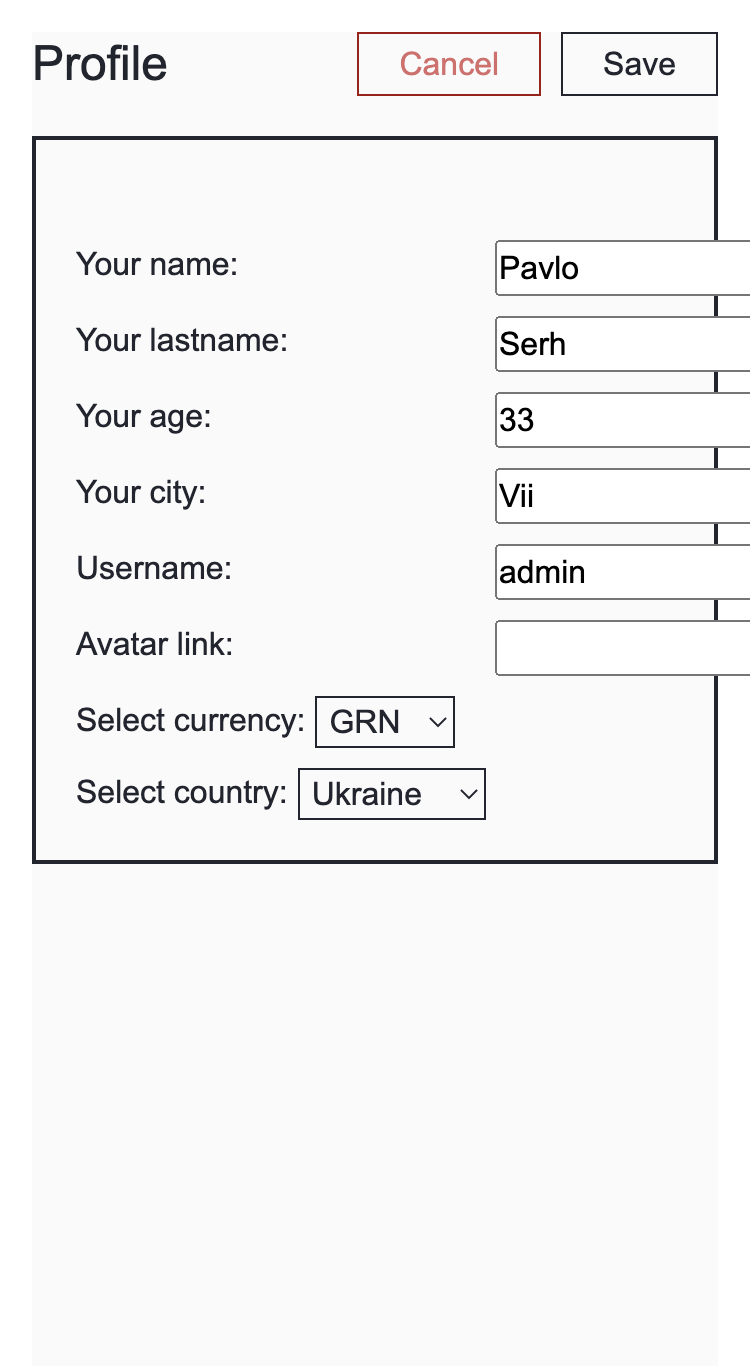 Profile Cancel Save
Your name: Pavlo
Your lastname: Serh
Your age: 33
Your city: Vii
Username: admin
Avatar link:
Select currency: GRN
Select country: Ukraine